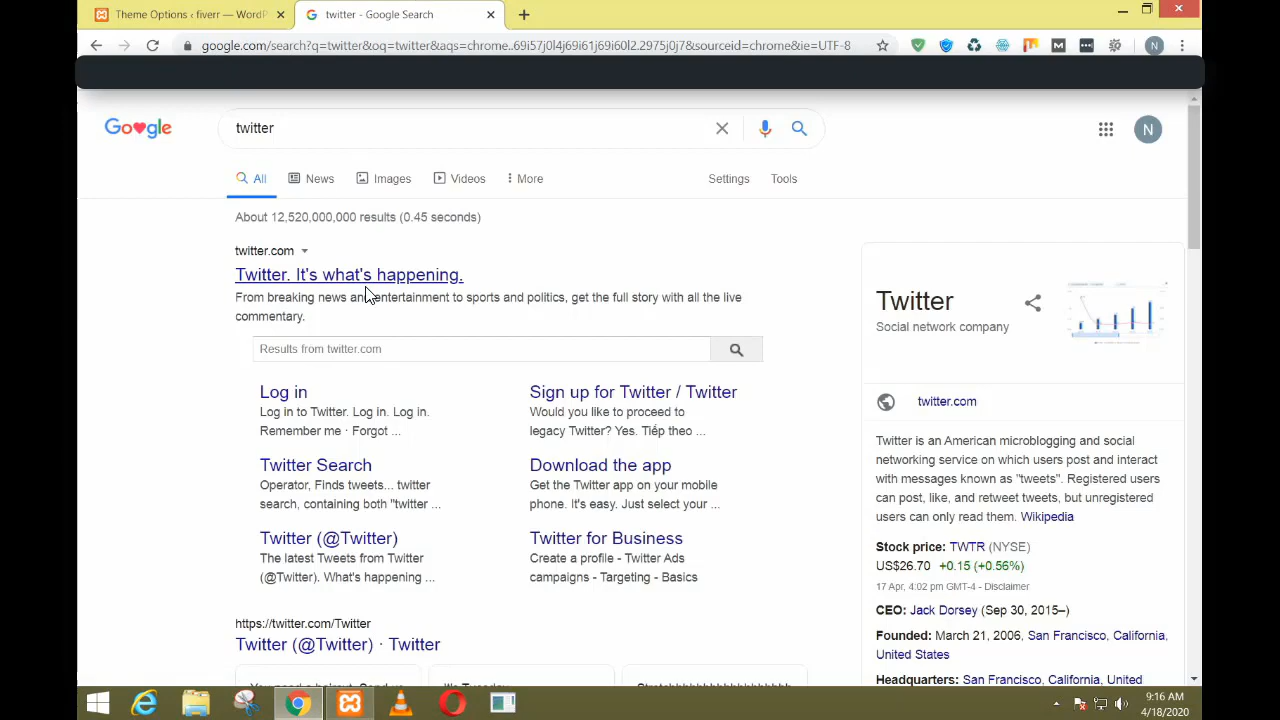 Theme Options ‹ fiverr — WordP
twitter - Google Search
google.com/search?q=twitter&oq=twitter&aqs=chrome..69i57j0l4j69i61j69i60l2.2975j0j7&sourceid=chrome&ie=UTF-8
N
Google
twitter
N
All
News
Images
Videos
More
Settings
Tools
About 12,520,000,000 results (0.45 seconds)
twitter.com
Twitter. It's what's happening.
From breaking news and entertainment to sports and politics, get the full story with all the live
commentary.
Results from twitter.com
Log in
Log in to Twitter. Log in. Log in.
Remember me · Forgot ...
Sign up for Twitter / Twitter
Would you like to proceed to
legacy Twitter? Yes. Tiếp theo ...
Twitter Search
Operator, Finds tweets... twitter
search, containing both "twitter ...
Download the app
Get the Twitter app on your mobile
phone. It's easy. Just select your ...
Twitter (@Twitter)
The latest Tweets from Twitter
(@Twitter). What's happening ...
Twitter for Business
Create a profile - Twitter Ads
campaigns - Targeting - Basics
https://twitter.com/Twitter
Twitter (@Twitter) · Twitter
Twitter
Social network company
twitter.com
Twitter is an American microblogging and social
networking service on which users post and interact
with messages known as "tweets". Registered users
can post, like, and retweet tweets, but unregistered
users can only read them. Wikipedia
Stock price: TWTR (NYSE)
US$26.70 +0.15 (+0.56%)
17 Apr, 4:02 pm GMT-4 - Disclaimer
CEO: Jack Dorsey (Sep 30, 2015–)
Founded: March 21, 2006, San Francisco, California,
United States
Headquarters: San Francisco, California, United
9:16 AM
4/18/2020